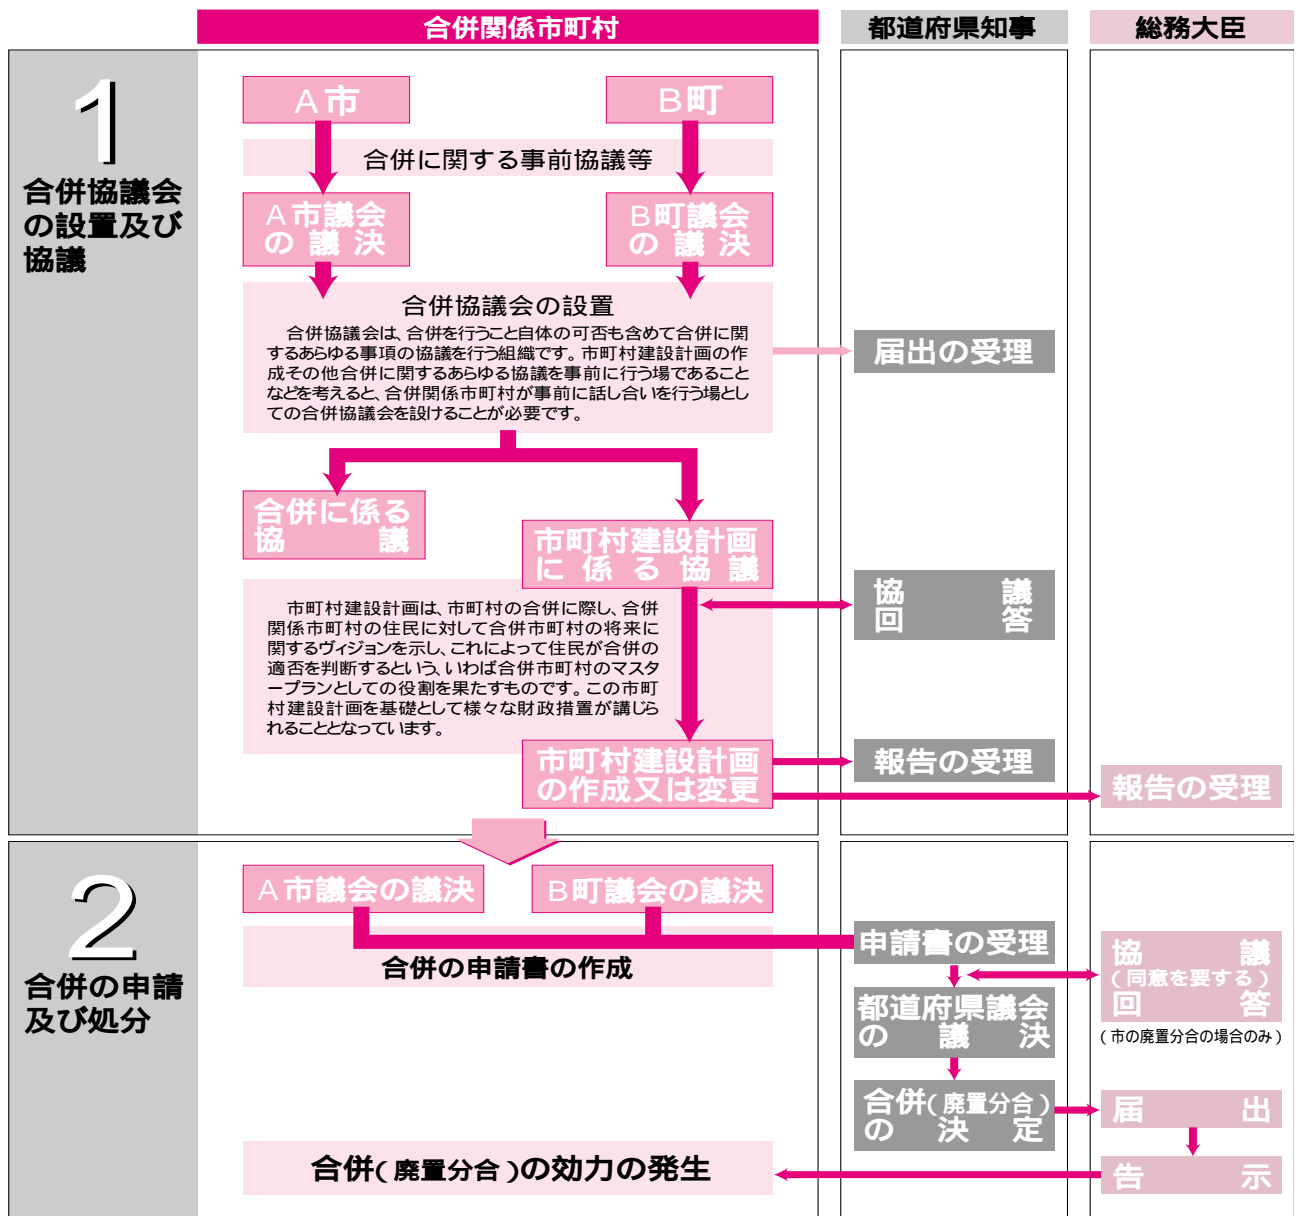 合併関係市町村
都道府県知事
総務大臣
1
合併協議会
の設置及び
協議
A市
B町
合併に関する事前協議等
A市議会
の議決
B町議会
の議決
合併協議会の設置
合併協議会は、合併を行うこと自体の可否も含めて合併に関
するあらゆる事項の協議を行う組織です。市町村建設計画の作
成その他合併に関するあらゆる協議を事前に行う場であること
などを考えると、合併関係市町村が事前に話し合いを行う場とし
ての合併協議会を設けることが必要です。
届出の受理
合併に係る
協議
市町村建設計画
に係る協議
協議
回答
市町村建設計画は、市町村の合併に際し、合併
関係市町村の住民に対して合併市町村の将来に
関するヴィジョンを示し、これによって住民が合併の
適否を判断するという、いわば合併市町村のマスタ
ープランとしての役割を果たすものです。この市町
村建設計画を基礎として様々な財政措置が講じら
れることとなっています。
市町村建設計画
の作成又は変更
報告の受理
報告の受理
2
合併の申請
及び処分
A市議会の議決
B町議会の議決
合併の申請書の作成
申請書の受理
協議
(同意を要する)
回答
(市の廃置分合の場合のみ)
都道府県議会
の議決
合併(廃置分合)
の決定
届出
告示
合併(廃置分合)の効力の発生